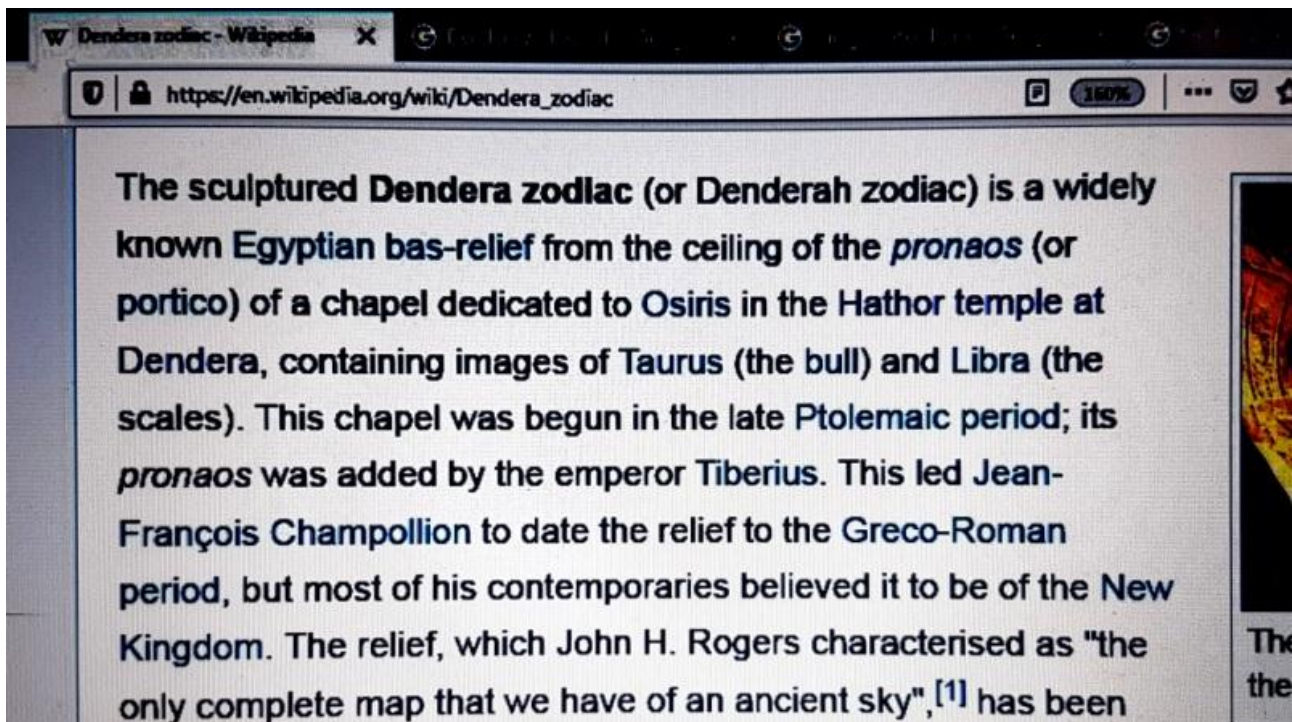 W Dendera zodiac - Wikipedia
https://en.wikipedia.org/wiki/Dendera_zodiac
160%
The sculptured Dendera zodiac (or Denderah zodiac) is a widely
known Egyptian bas-relief from the ceiling of the pronaos (or
portico) of a chapel dedicated to Osiris in the Hathor temple at
Dendera, containing images of Taurus (the bull) and Libra (the
scales). This chapel was begun in the late Ptolemaic period; its
pronaos was added by the emperor Tiberius. This led Jean-
François Champollion to date the relief to the Greco-Roman
period, but most of his contemporaries believed it to be of the New
Kingdom. The relief, which John H. Rogers characterised as "the
only complete map that we have of an ancient sky",[1] has been
The
the